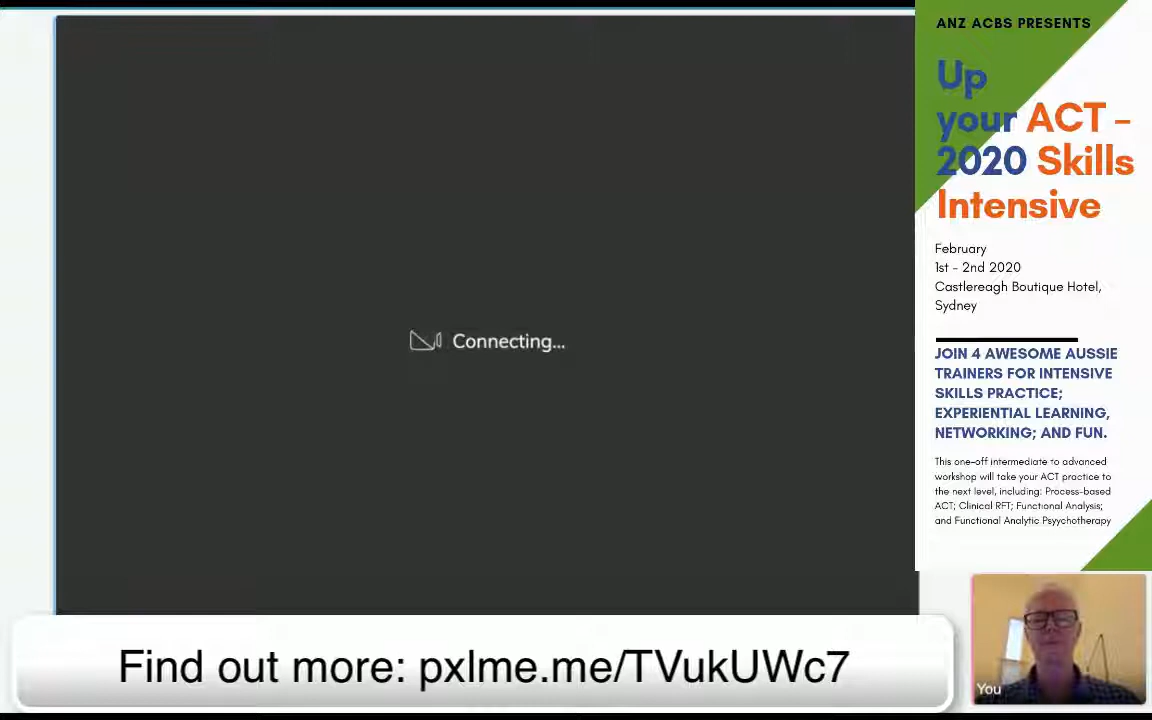 ANZ ACBS PRESENTS
Up
your ACT –
2020 Skills
Intensive
February
1st - 2nd 2020
Castlereagh Boutique Hotel,
Sydney
JOIN 4 AWESOME AUSSIE
TRAINERS FOR INTENSIVE
SKILLS PRACTICE;
EXPERIENTIAL LEARNING,
NETWORKING; AND FUN.
This one-off intermediate to advanced
workshop will take your ACT practice to
the next level, including: Process-based
ACT; Clinical RFT; Functional Analysis;
and Functional Analytic Psyychotherapy
Connecting...
You
Find out more: pxlme.me/TVukUWc7